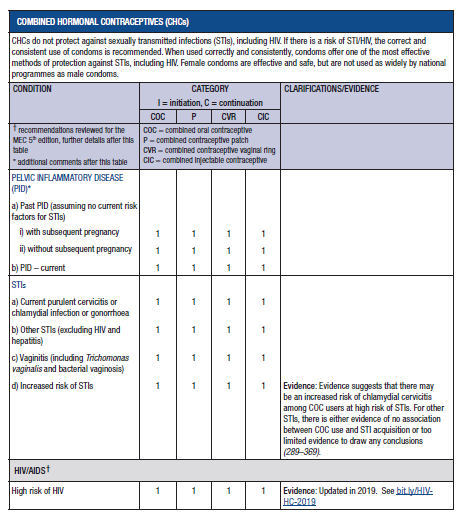 COMBINED HORMONAL CONTRACEPTIVES (CHCs)
CHCs do not protect against sexually transmitted infections (STIs), including HIV. If there is a risk of STI/HIV, the correct and
consistent use of condoms is recommended. When used correctly and consistently, condoms offer one of the most effective
methods of protection against STIs, including HIV. Female condoms are effective and safe, but are not used as widely by national
programmes as male condoms.
CONDITION CATEGORY CLARIFICATIONS/EVIDENCE
I = initiation, C = continuation
COC P CVR CIC
† recommendations reviewed for the
MEC 5th edition, further details after this
table
* additional comments after this table
COC = combined oral contraceptive
P = combined contraceptive patch
CVR = combined contraceptive vaginal ring
CIC = combined injectable contraceptive
PELVIC INFLAMMATORY DISEASE
(PID)*
a) Past PID (assuming no current risk
factors for STIs)
i) with subsequent pregnancy 1 1 1 1
ii) without subsequent pregnancy 1 1 1 1
b) PID – current 1 1 1 1
STIs
a) Current purulent cervicitis or 1 1 1 1
chlamydial infection or gonorrhoea
b) Other STIs (excluding HIV and 1 1 1 1
hepatitis)
c) Vaginitis (including Trichomonas 1 1 1 1
vaginalis and bacterial vaginosis)
d) Increased risk of STIs 1 1 1 1 Evidence: Evidence suggests that there may
be an increased risk of chlamydial cervicitis
among COC users at high risk of STIs. For other
STIs, there is either evidence of no association
between COC use and STI acquisition or too
limited evidence to draw any conclusions
(289–369).
HIV/AIDS†
High risk of HIV 1 1 1 1 Evidence: Updated in 2019. See bit.ly/HIV-
HC-2019